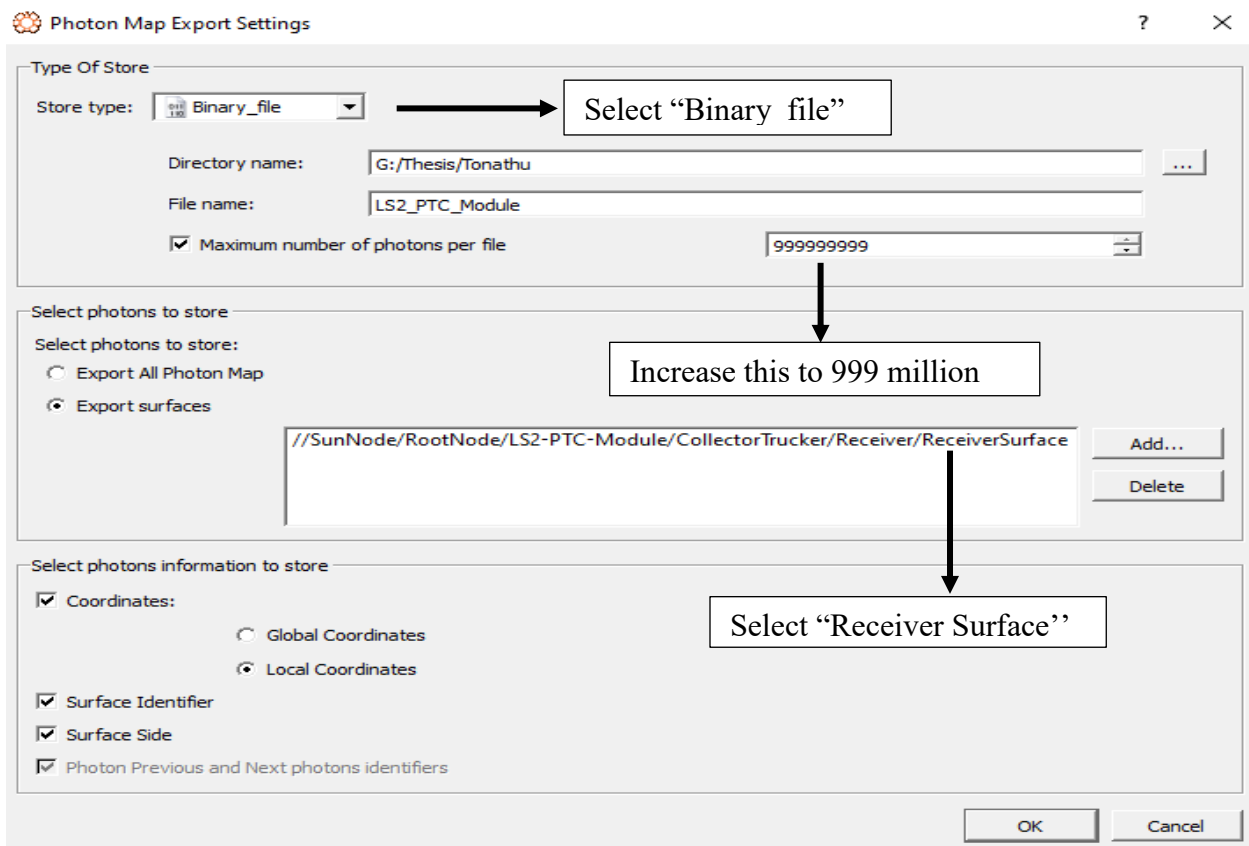 Photon Map Export Settings ? ×
Type Of Store
Store type: Binary_file
Select “Binary file”
Directory name: G:/Thesis/Tonathu ...
File name: LS2_PTC_Module
Maximum number of photons per file 999999999
Select photons to store
Select photons to store:
Increase this to 999 million
Export All Photon Map
Export surfaces
//SunNode/RootNode/LS2-PTC-Module/CollectorTrucker/Receiver/ReceiverSurface
Add...
Delete
Select photons information to store
Coordinates:
Select “Receiver Surface’’
Global Coordinates
Local Coordinates
Surface Identifier
Surface Side
Photon Previous and Next photons identifiers
OK Cancel